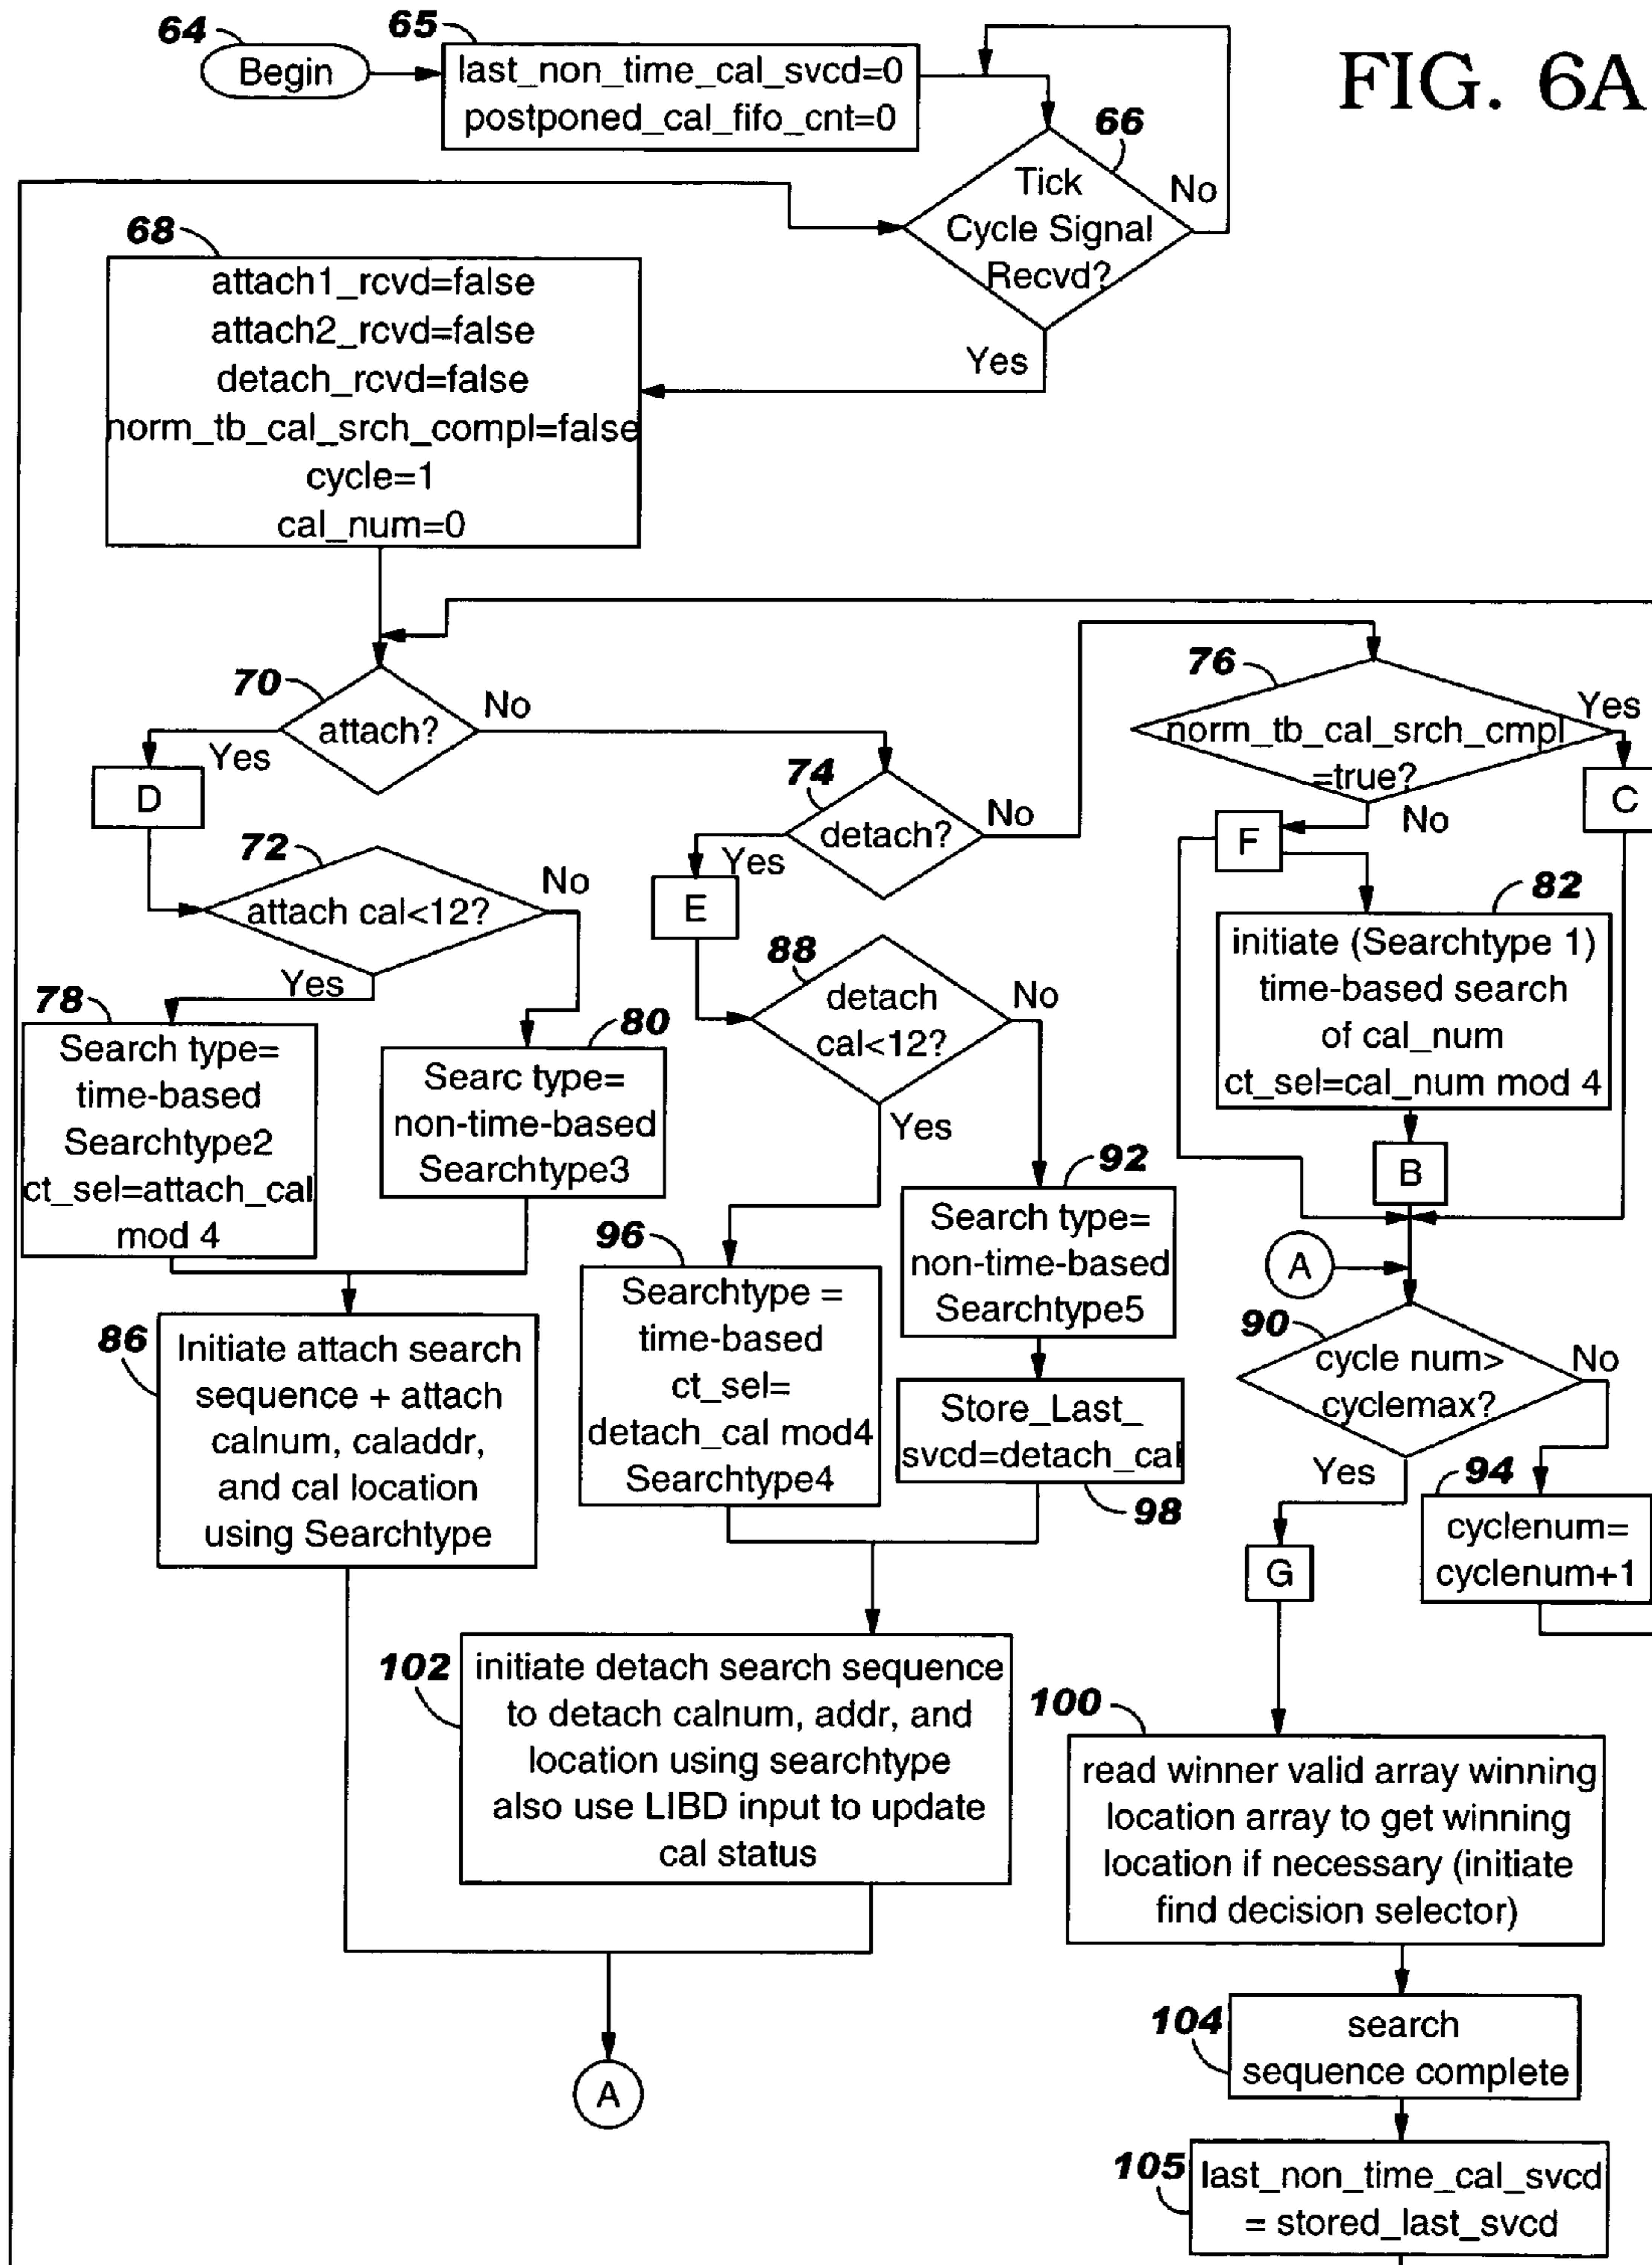 FIG. 6A
64
Begin
65
last_non_time_cal_svcd=0
postponed_cal_fifo_cnt=0
66
Tick
Cycle Signal
Recvd?
No
Yes
68
attach1_rcvd=false
attach2_rcvd=false
detach_rcvd=false
norm_tb_cal_srch_compl=false
cycle=1
cal_num=0
70
attach?
No
Yes
D
72
attach cal<12?
No
Yes
74
detach?
No
Yes
E
76
norm_tb_cal_srch_cmpl
=true?
Yes
No
C
F
78
Search type=
time-based
Searchtype2
ct_sel=attach_cal
mod 4
80
Searc type=
non-time-based
Searchtype3
88
detach
cal<12?
No
Yes
82
initiate (Searchtype 1)
time-based search
of cal_num
ct_sel=cal_num mod 4
B
A
86
Initiate attach search
sequence + attach
calnum, caladdr,
and cal location
using Searchtype
96
Searchtype =
time-based
ct_sel=
detach_cal mod4
Searchtype4
92
Search type=
non-time-based
Searchtype5
Store_Last_
svcd=detach_cal
98
90
cycle num>
cyclemax?
No
Yes
94
cyclenum=
cyclenum+1
G
102
initiate detach search sequence
to detach calnum, addr, and
location using searchtype
also use LIBD input to update
cal status
A
100
read winner valid array winning
location array to get winning
location if necessary (initiate
find decision selector)
104
search
sequence complete
105
last_non_time_cal_svcd
= stored_last_svcd